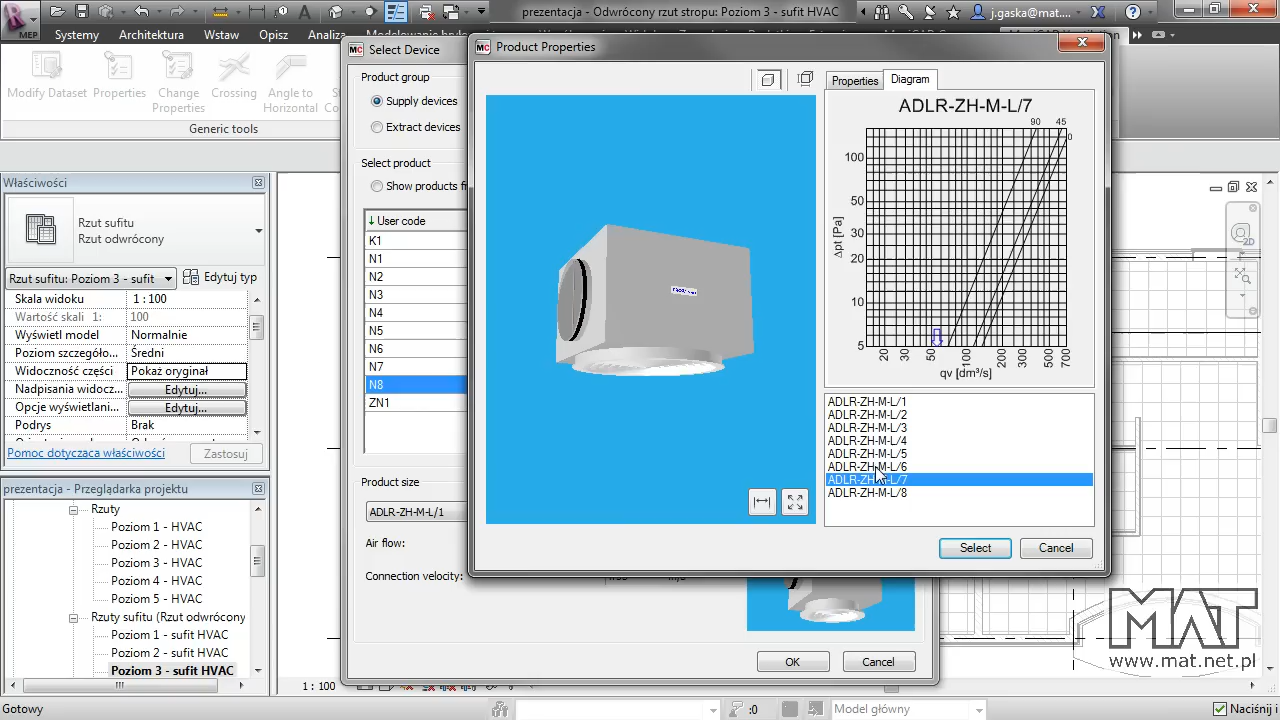 prezentacja - Odwrócony rzut stropu: Poziom 3 - sufit HVAC
j.gaska@mat....
MEP
Systemy
Architektura
Wstaw
Opisz
Analiza
Modify Dataset
Properties
Change Properties
Crossing
Angle to Horizontal
Generic tools
Właściwości
Rzut sufitu
Rzut odwrócony
Rzut sufitu: Poziom 3 - sufit
Edytuj typ
Skala widoku
1 : 100
Wartość skali 1:
100
Wyświetl model
Normalnie
Poziom szczegóło...
Średni
Widoczność części
Pokaż oryginał
Nadpisania widocz...
Edytuj...
Opcje wyświetlani...
Edytuj...
Podrys
Brak
Pomoc dotycząca właściwości
Zastosuj
prezentacja - Przeglądarka projektu
Rzuty
Poziom 1 - HVAC
Poziom 2 - HVAC
Poziom 3 - HVAC
Poziom 4 - HVAC
Poziom 5 - HVAC
Rzuty sufitu (Rzut odwrócony
Poziom 1 - sufit HVAC
Poziom 2 - sufit HVAC
Poziom 3 - sufit HVAC
MC Select Device
Product group
Supply devices
Extract devices
Select product
Show products fi
User code
K1
N1
N2
N3
N4
N5
N6
N7
N8
ZN1
Product size
ADLR-ZH-M-L/1
Air flow:
Connection velocity:
OK
Cancel
MC Product Properties
Properties
Diagram
ADLR-ZH-M-L/7
90 45
0
100
50
30
20
10
5
Δpt [Pa]
20 30 50 100 200 300 500 700
qv [dm³/s]
ADLR-ZH-M-L/1
ADLR-ZH-M-L/2
ADLR-ZH-M-L/3
ADLR-ZH-M-L/4
ADLR-ZH-M-L/5
ADLR-ZH-M-L/6
ADLR-ZH-M-L/7
ADLR-ZH-M-L/8
Select
Cancel
2D
MAT
www.mat.net.pl
1 : 100
Gotowy
:0
Model główny
Naciśnij i